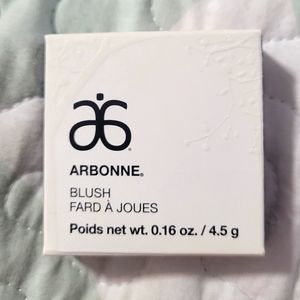 ARBONNE®
BLUSH
FARD À JOUES
Poids net wt. 0.16 oz. / 4.5 g